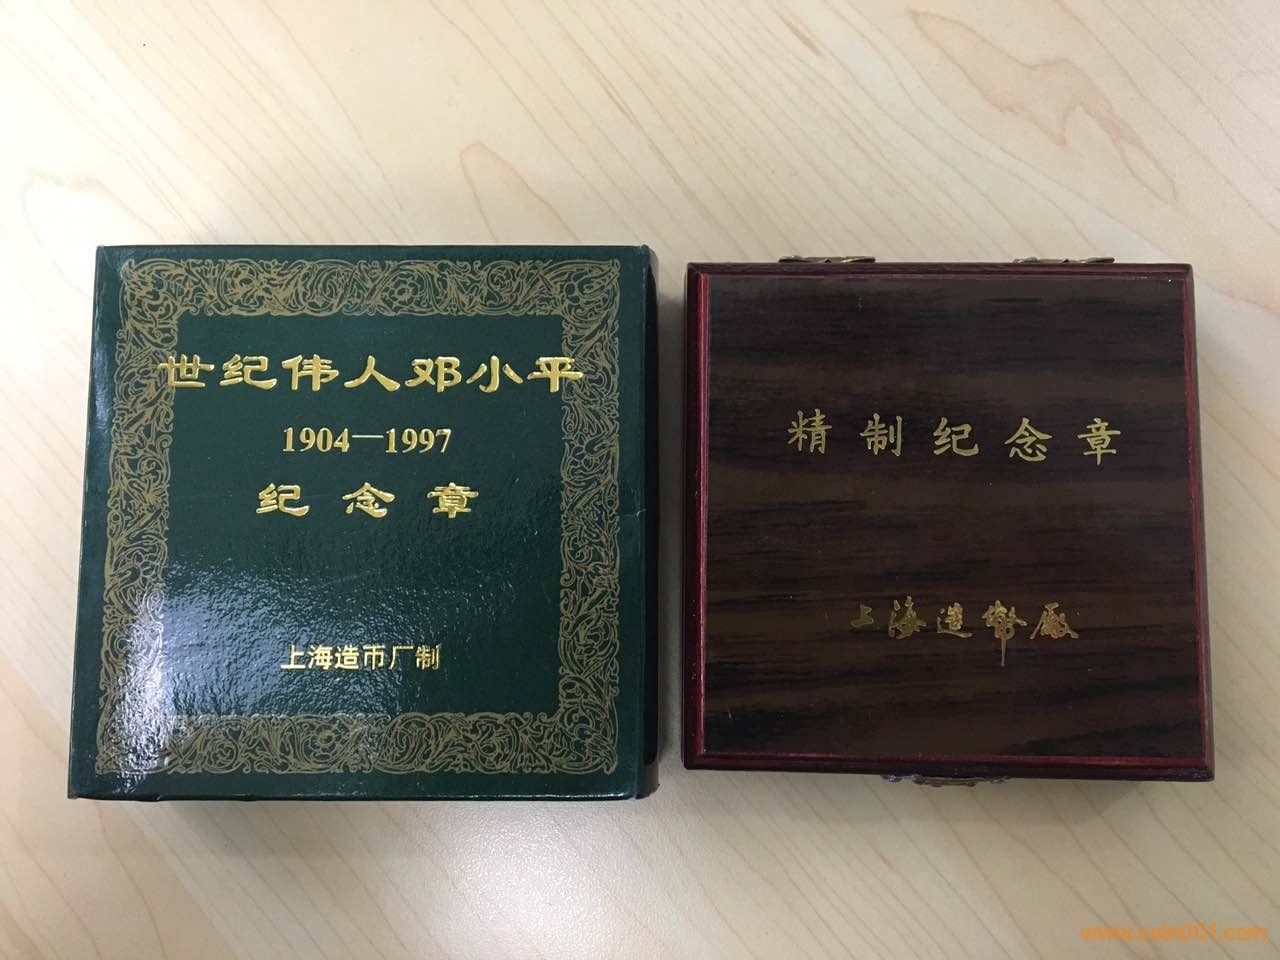 世纪伟人邓小平
1904—1997
纪念章
上海造币厂制
精制纪念章
上海造幣廠
www.csin001.com